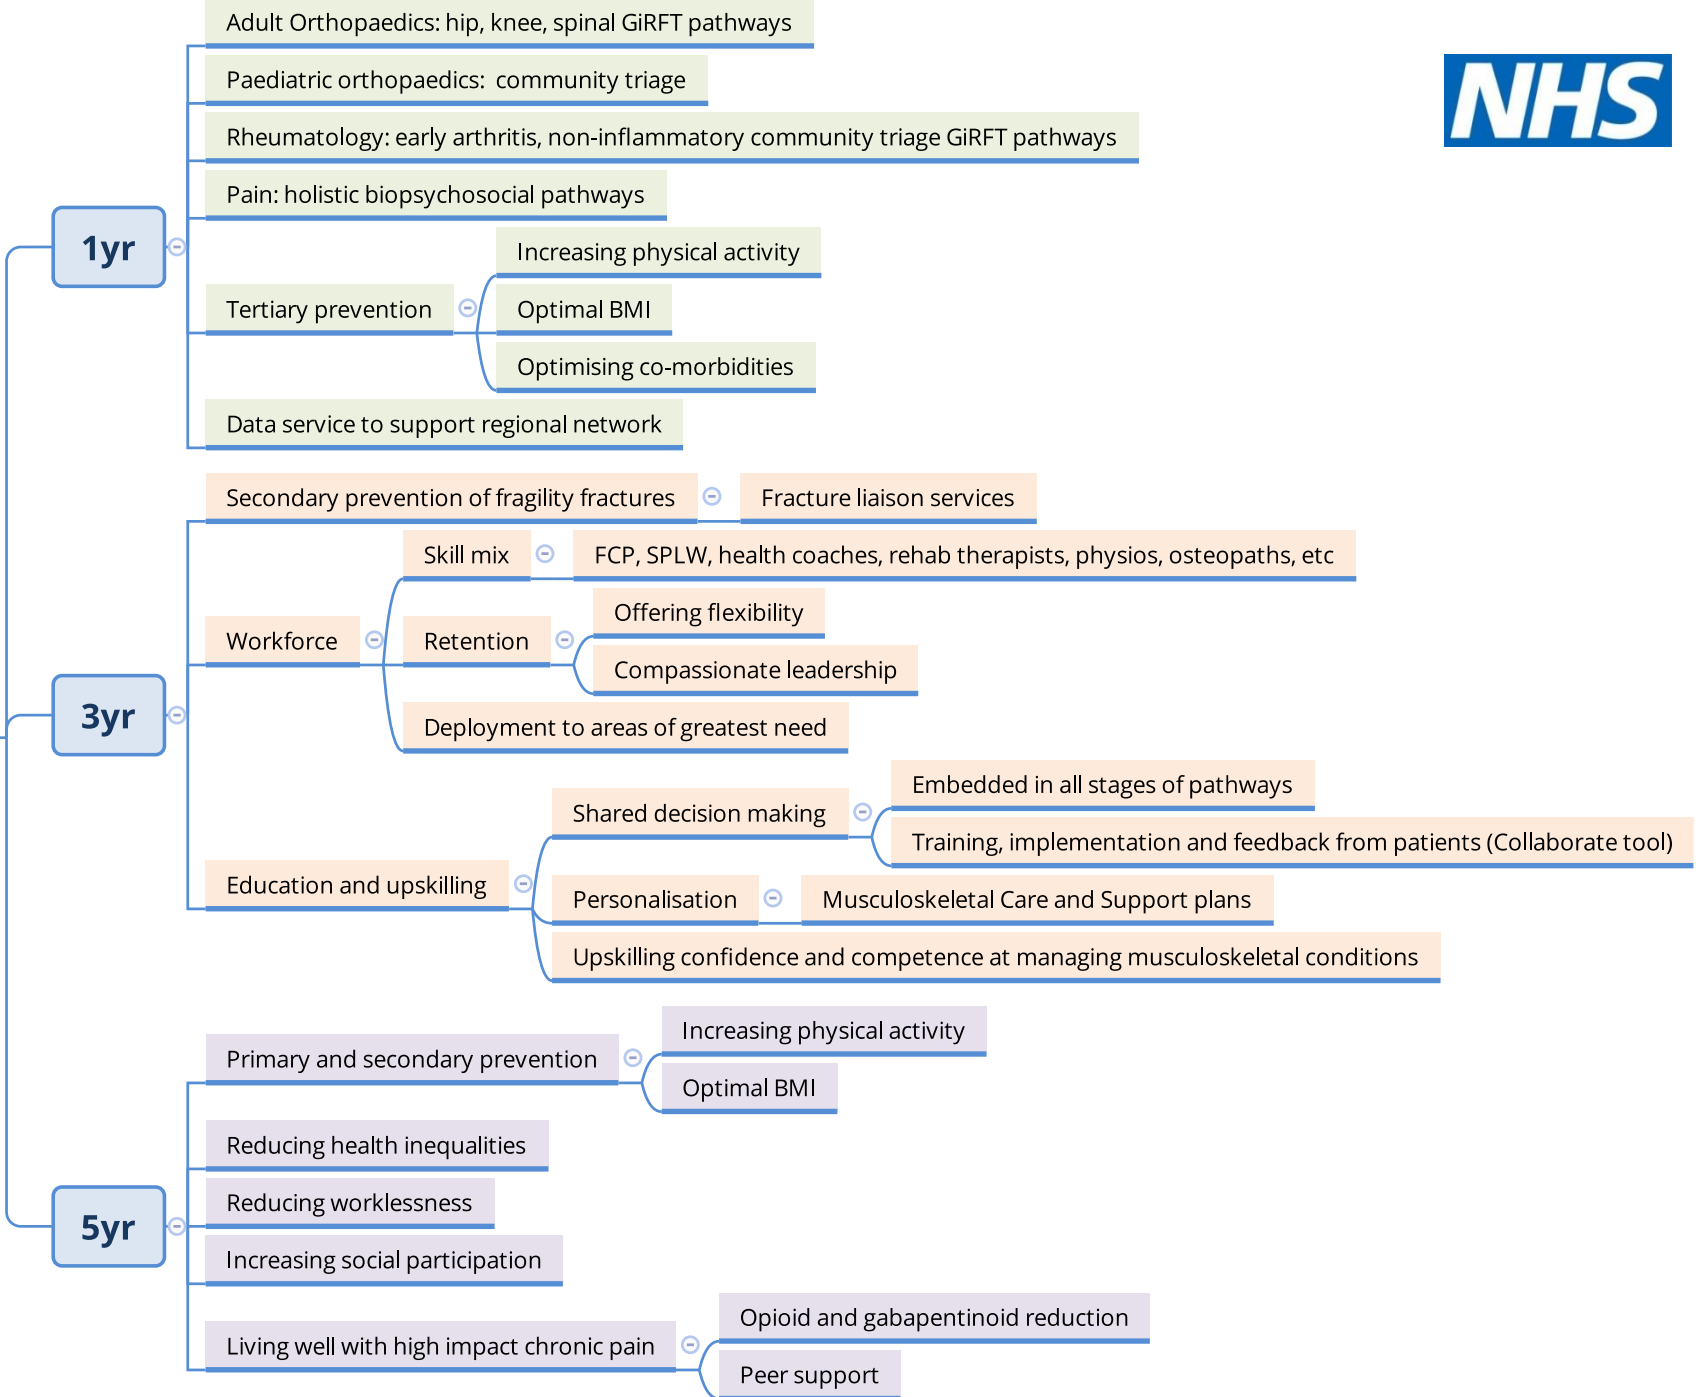 Adult Orthopaedics: hip, knee, spinal GiRFT pathways
NHS
Paediatric orthopaedics:  community triage
Rheumatology: early arthritis, non-inflammatory community triage GiRFT pathways
Pain: holistic biopsychosocial pathways
1yr
Increasing physical activity
Tertiary prevention
Optimal BMI
Optimising co-morbidities
Data service to support regional network
Secondary prevention of fragility fractures
Fracture liaison services
Skill mix
FCP, SPLW, health coaches, rehab therapists, physios, osteopaths, etc
Workforce
Retention
Offering flexibility
Compassionate leadership
3yr
Deployment to areas of greatest need
Shared decision making
Embedded in all stages of pathways
Training, implementation and feedback from patients (Collaborate tool)
Education and upskilling
Personalisation
Musculoskeletal Care and Support plans
Upskilling confidence and competence at managing musculoskeletal conditions
Primary and secondary prevention
Increasing physical activity
Optimal BMI
Reducing health inequalities
Reducing worklessness
5yr
Increasing social participation
Living well with high impact chronic pain
Opioid and gabapentinoid reduction
Peer support